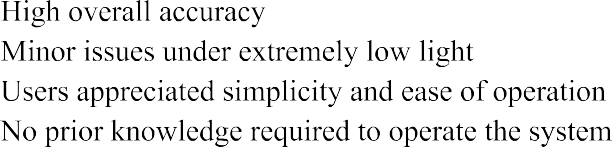 High overall accuracy
Minor issues under extremely low light
Users appreciated simplicity and ease of operation
No prior knowledge required to operate the system